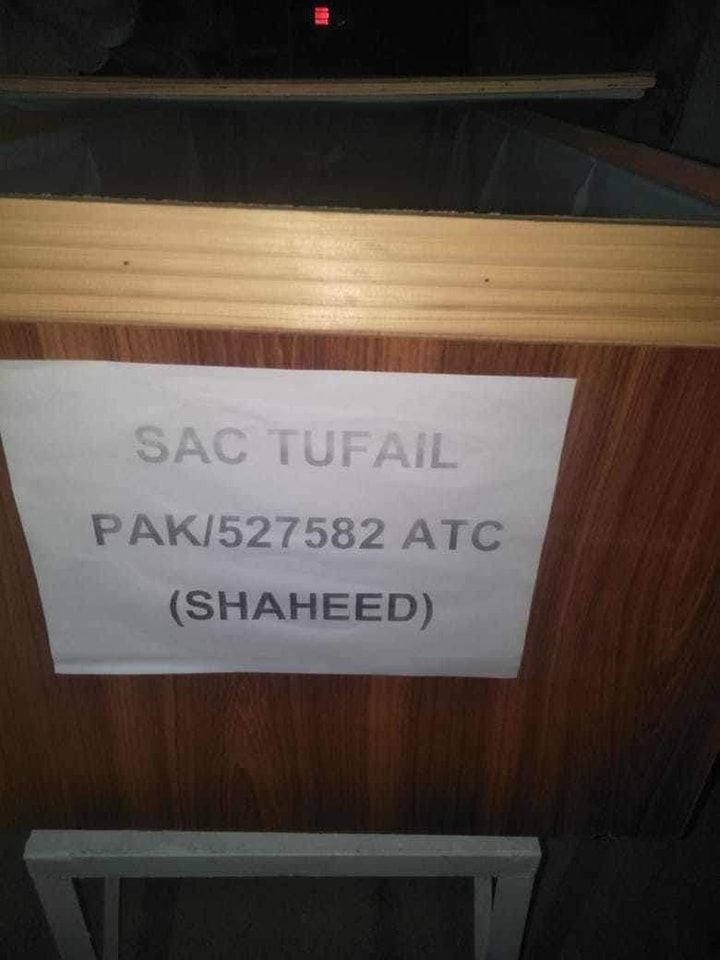 SAC TUFAIL
PAK/527582 ATC
(SHAHEED)